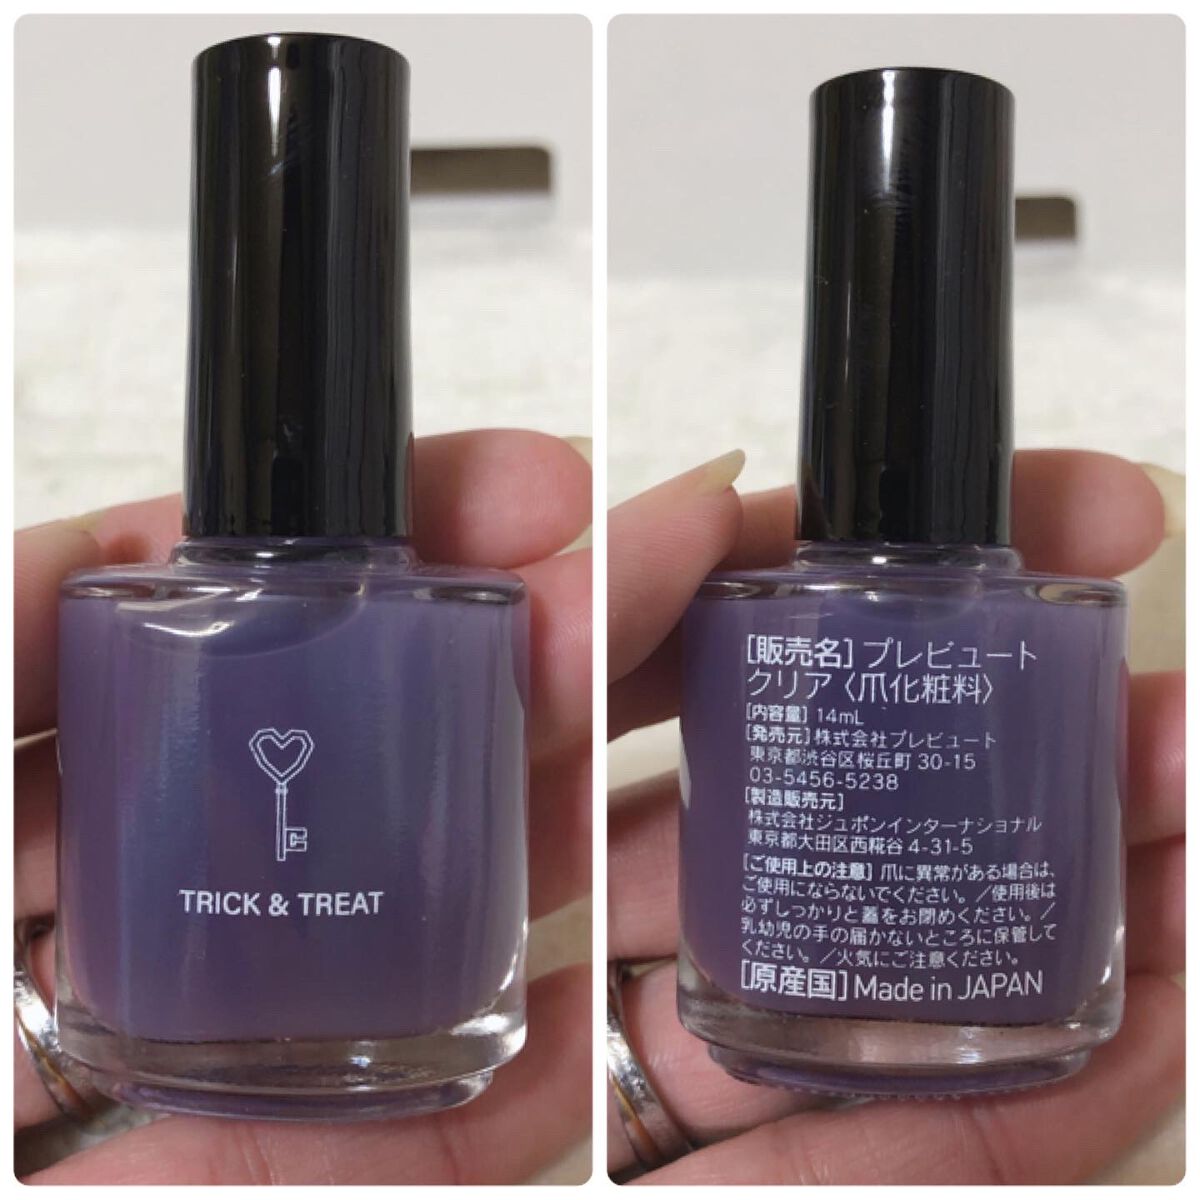 TRICK & TREAT
[販売名] プレビュート
クリア〈爪化粧料〉
[内容量] 14mL
[発売元] 株式会社プレビュート
東京都渋谷区桜丘町 30-15
03-5456-5238
[製造販売元]
株式会社ジュポンインターナショナル
東京都大田区西糀谷 4-31-5
[ご使用上の注意] 爪に異常がある場合は、
ご使用にならないでください。／使用後は
必ずしっかりと蓋をお閉めください。／
乳幼児の手の届かないところに保管して
ください。／火気にご注意ください。
[原産国] Made in JAPAN